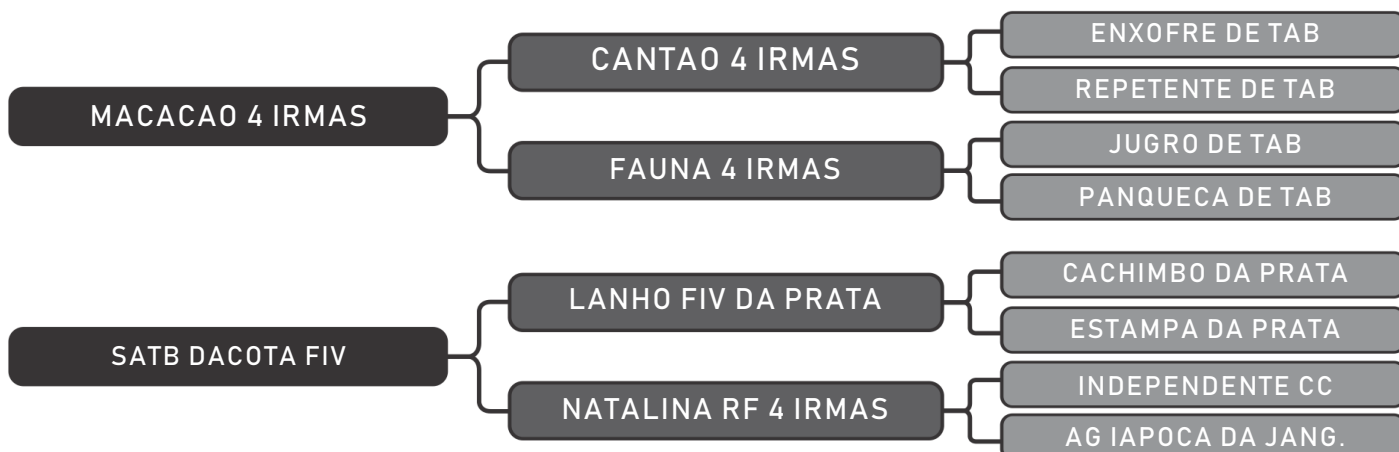 MACACAO 4 IRMAS
CANTAO 4 IRMAS
ENXOFRE DE TAB
REPETENTE DE TAB
FAUNA 4 IRMAS
JUGRO DE TAB
PANQUECA DE TAB
SATB DACOTA FIV
LANHO FIV DA PRATA
CACHIMBO DA PRATA
ESTAMPA DA PRATA
NATALINA RF 4 IRMAS
INDEPENDENTE CC
AG IAPOCA DA JANG.